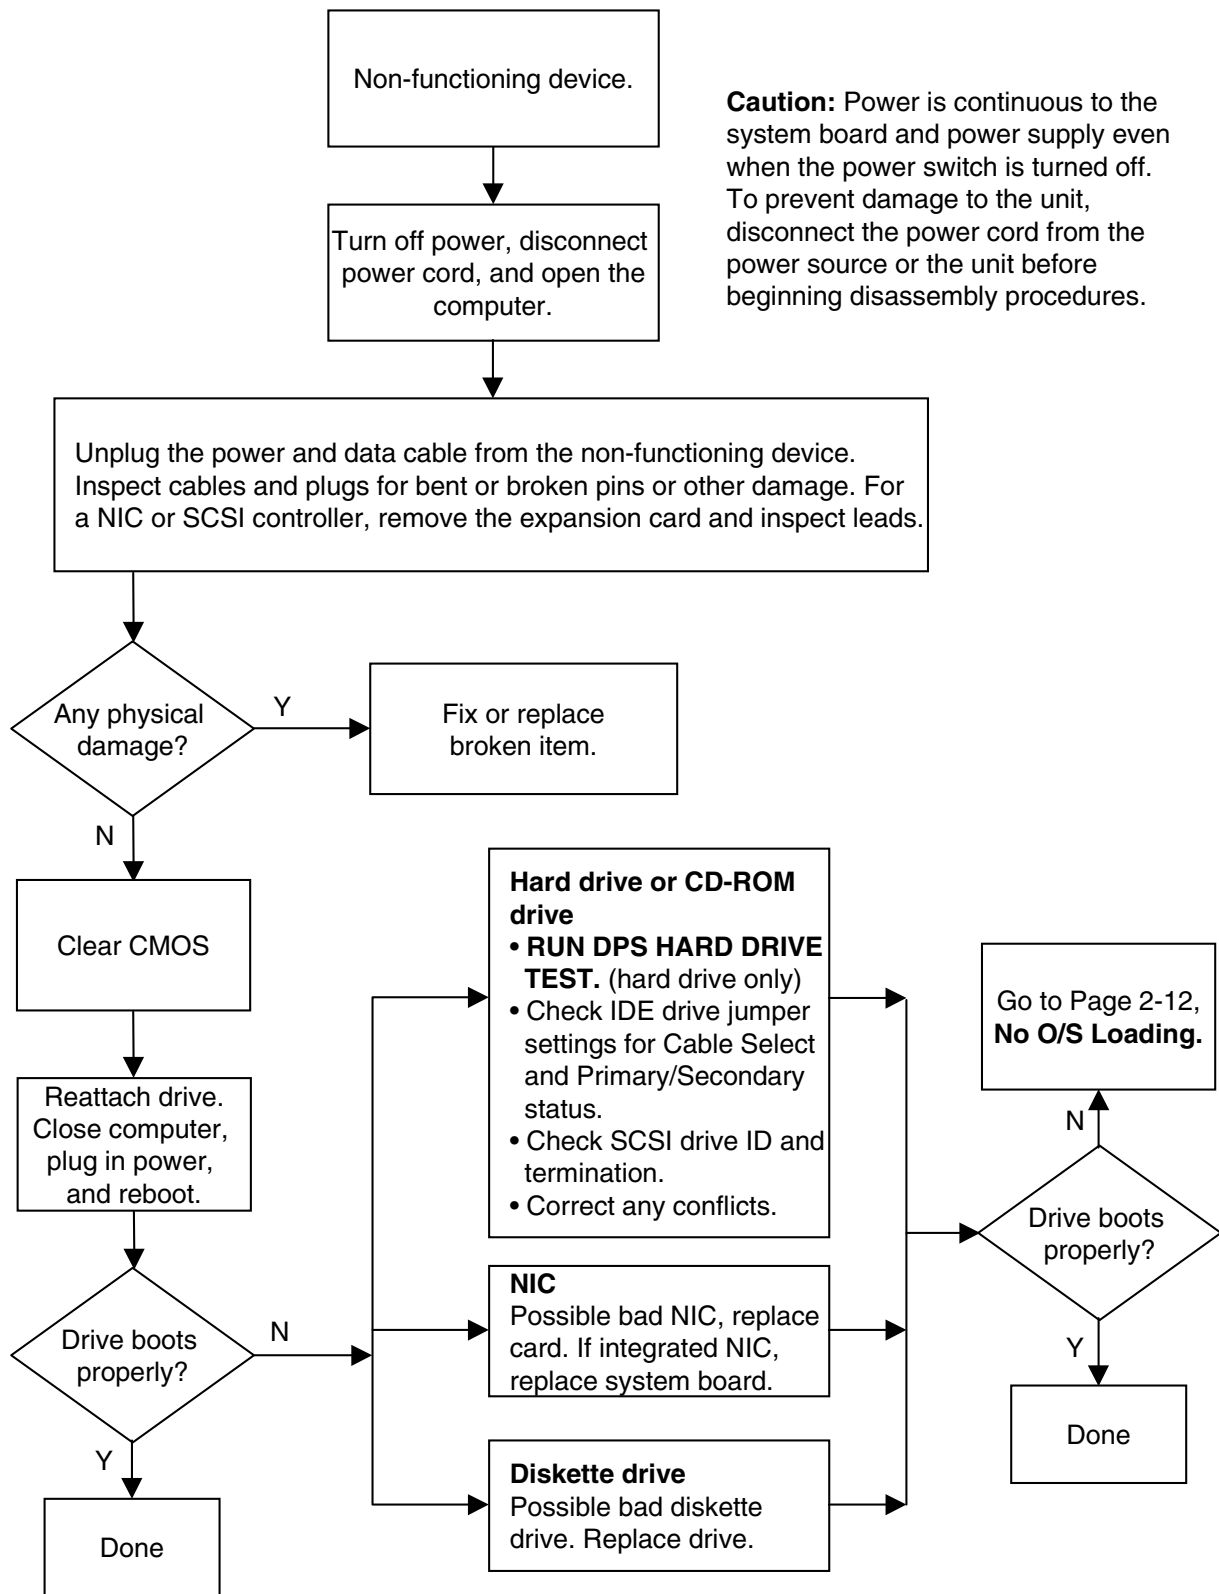 Non-functioning device.
Caution: Power is continuous to the
system board and power supply even
when the power switch is turned off.
To prevent damage to the unit,
disconnect the power cord from the
power source or the unit before
beginning disassembly procedures.
Turn off power, disconnect
power cord, and open the
computer.
Unplug the power and data cable from the non-functioning device.
Inspect cables and plugs for bent or broken pins or other damage. For
a NIC or SCSI controller, remove the expansion card and inspect leads.
Any physical
damage?
Y
Fix or replace
broken item.
N
Clear CMOS
Reattach drive.
Close computer,
plug in power,
and reboot.
Drive boots
properly?
N
Y
Done
Hard drive or CD-ROM
drive
• RUN DPS HARD DRIVE
TEST. (hard drive only)
• Check IDE drive jumper
settings for Cable Select
and Primary/Secondary
status.
• Check SCSI drive ID and
termination.
• Correct any conflicts.
NIC
Possible bad NIC, replace
card. If integrated NIC,
replace system board.
Diskette drive
Possible bad diskette
drive. Replace drive.
Go to Page 2-12,
No O/S Loading.
N
Drive boots
properly?
Y
Done